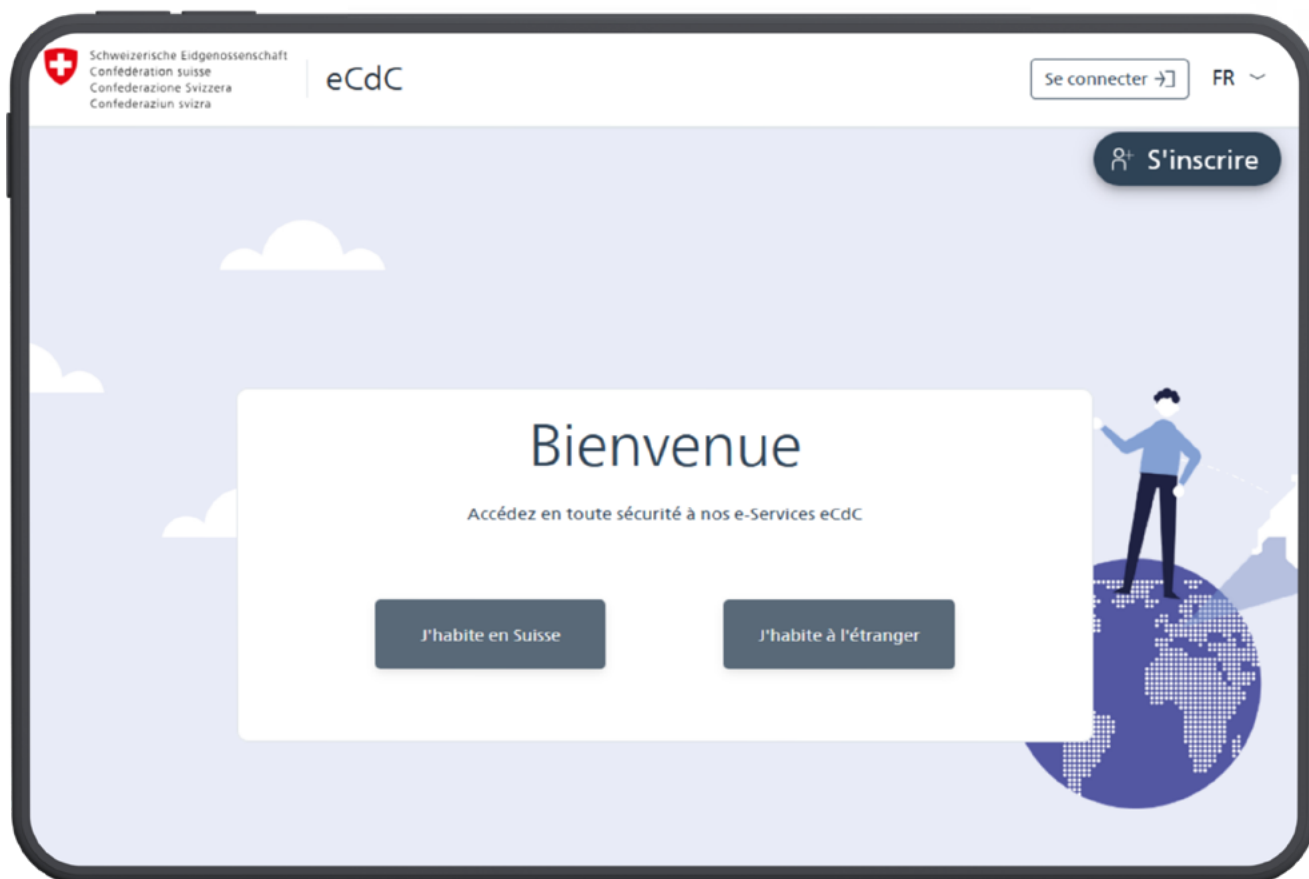 Schweizerische Eidgenossenschaft
Confédération suisse
Confederazione Svizzera
Confederaziun svizra
eCdC
Se connecter
FR
S'inscrire
Bienvenue
Accédez en toute sécurité à nos e-Services eCdC
J'habite en Suisse
J'habite à l'étranger